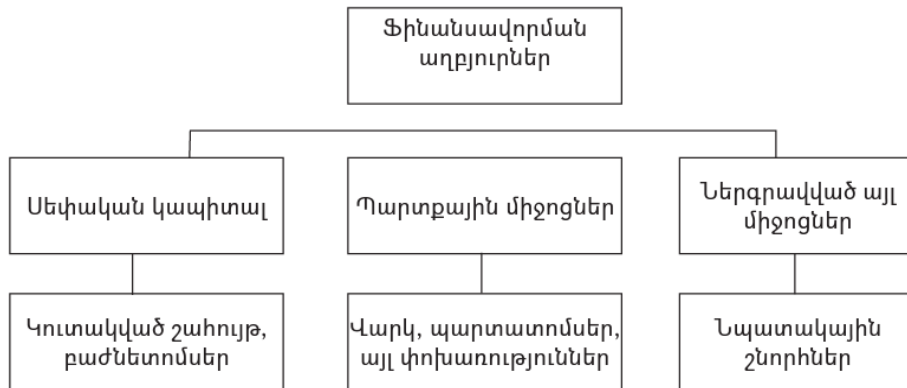 Ֆինանսավորման
աղբյուրներ
Սեփական կապիտալ
Պարտքային միջոցներ
Ներգրավված այլ
միջոցներ
Կուտակված շահույթ,
բաժնետոմսեր
Վարկ, պարտատոմսեր,
այլ փոխառություններ
Նպատակային
շնորհներ